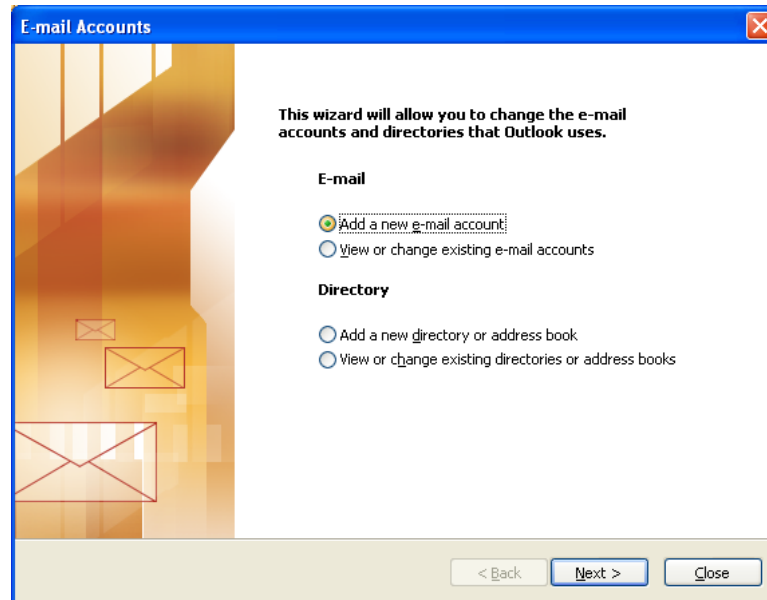 E-mail Accounts
This wizard will allow you to change the e-mail
accounts and directories that Outlook uses.
E-mail
Add a new e-mail account
View or change existing e-mail accounts
Directory
Add a new directory or address book
View or change existing directories or address books
< Back
Next >
Close